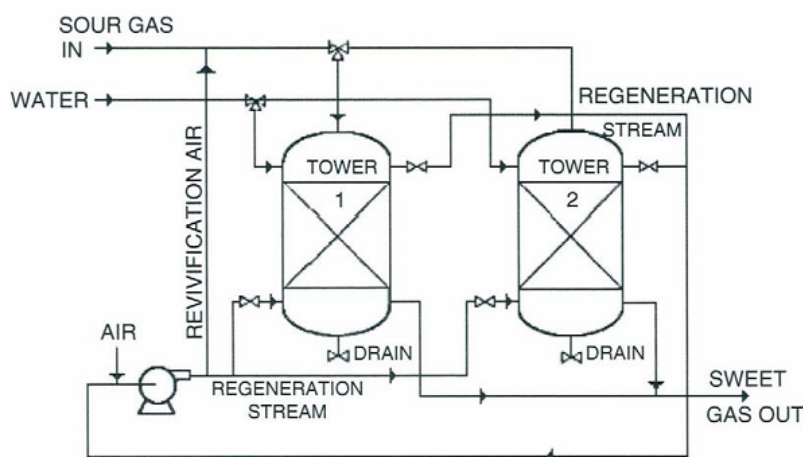 SOUR GAS
IN
WATER
REGENERATION
STREAM
TOWER
1
TOWER
2
REVIVIFICATION AIR
AIR
DRAIN
DRAIN
REGENERATION
STREAM
SWEET
GAS OUT